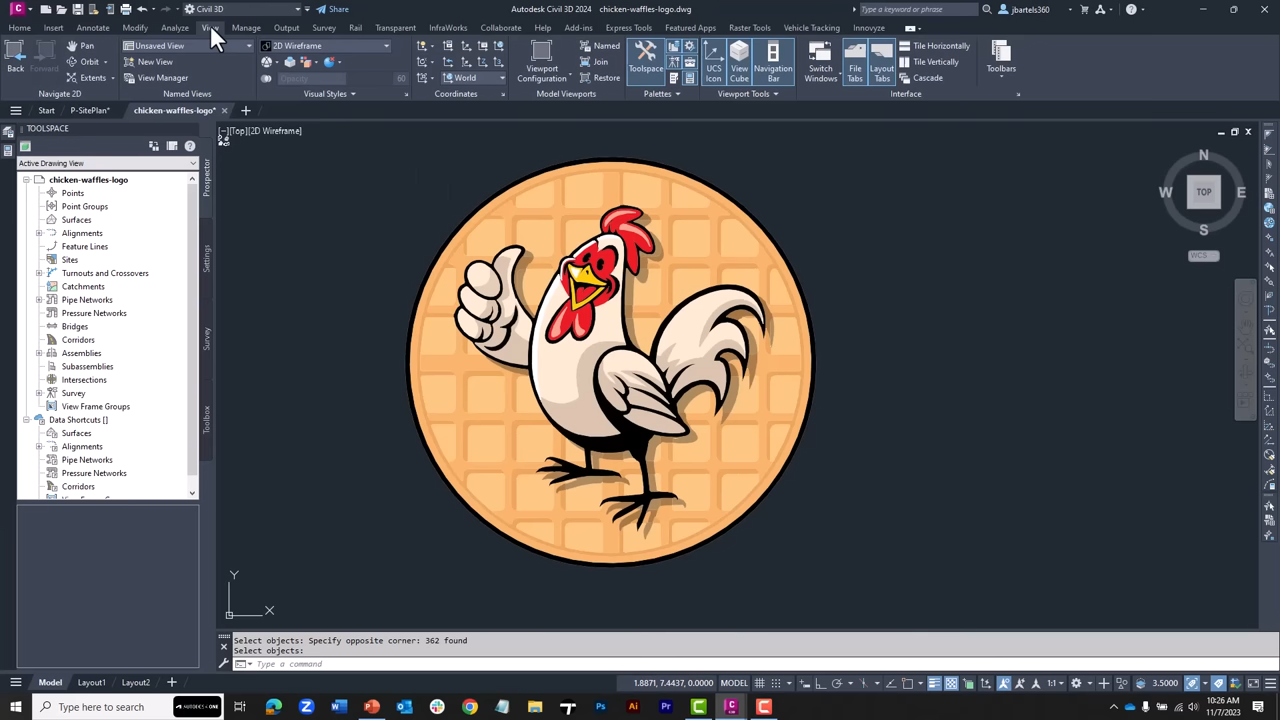 Civil 3D
Share
Autodesk Civil 3D 2024 chicken-waffles-logo.dwg
Type a keyword or phrase
jbartels360
Home Insert Annotate Modify Analyze View Manage Output Survey Rail Transparent InfraWorks Collaborate Help Add-ins Express Tools Featured Apps Raster Tools Vehicle Tracking Innovyze
Back
Forward
Pan
Orbit
Extents
Navigate 2D
Unsaved View
New View
View Manager
Named Views
2D Wireframe
Opacity 60
Visual Styles
World
Coordinates
Viewport
Configuration
Named
Join
Restore
Model Viewports
Toolspace
Palettes
UCS
Icon
View
Cube
Navigation
Bar
Viewport Tools
Switch
Windows
File
Tabs
Layout
Tabs
Tile Vertically
Cascade
Interface
Toolbars
Start P-SitePlan* chicken-waffles-logo*
TOOLSPACE
Active Drawing View
chicken-waffles-logo
Points
Point Groups
Surfaces
Alignments
Feature Lines
Sites
Turnouts and Crossovers
Catchments
Pipe Networks
Pressure Networks
Bridges
Corridors
Assemblies
Subassemblies
Intersections
Survey
View Frame Groups
Data Shortcuts []
Surfaces
Alignments
Pipe Networks
Pressure Networks
Corridors
Prospector
Settings
Survey
Toolbox
[−][Top][2D Wireframe]
N
W TOP E
WCS
Y
X
Select objects: Specify opposite corner: 362 found
Select objects:
Type a command
Model Layout1 Layout2
1.8871, 7.4437, 0.0000 MODEL
1:1
3.5000
Type here to search
AUTODESK ONE
10:26 AM
11/7/2023